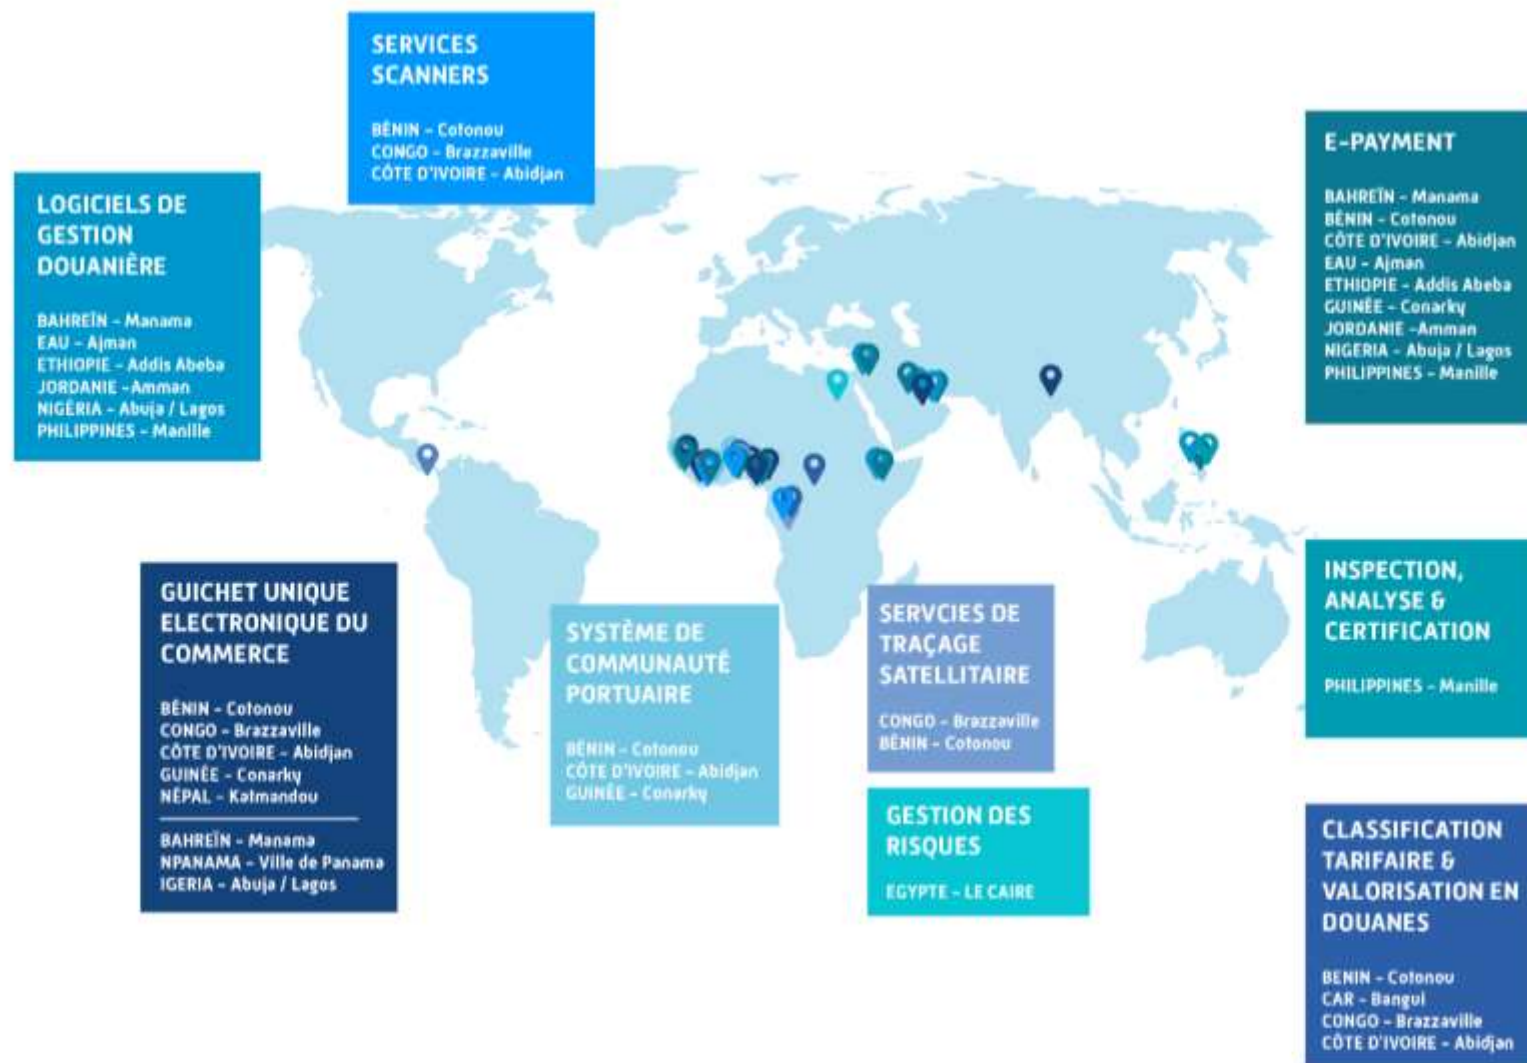 SERVICES
SCANNERS
BÉNIN - Cotonou
CONGO - Brazzaville
CÔTE D'IVOIRE - Abidjan
LOGICIELS DE
GESTION
DOUANIÈRE
BAHREÏN - Manama
EAU - Ajman
ETHIOPIE - Addis Abeba
JORDANIE -Amman
NIGÉRIA - Abuja / Lagos
PHILIPPINES - Manille
E-PAYMENT
BAHREÏN - Manama
BÉNIN - Cotonou
CÔTE D'IVOIRE - Abidjan
EAU - Ajman
ETHIOPIE - Addis Abeba
GUINÉE - Conarky
JORDANIE -Amman
NIGERIA - Abuja / Lagos
PHILIPPINES - Manille
GUICHET UNIQUE
ELECTRONIQUE DU
COMMERCE
BÉNIN - Cotonou
CONGO - Brazzaville
CÔTE D'IVOIRE - Abidjan
GUINÉE - Conarky
NÉPAL - Katmandou
BAHREÏN - Manama
NPANAMA - Ville de Panama
IGERIA - Abuja / Lagos
SYSTÈME DE
COMMUNAUTÉ
PORTUAIRE
BÉNIN - Cotonou
CÔTE D'IVOIRE - Abidjan
GUINÉE - Conarky
SERVCIES DE
TRAÇAGE
SATELLITAIRE
CONGO - Brazzaville
BÉNIN - Cotonou
GESTION DES
RISQUES
EGYPTE - LE CAIRE
INSPECTION,
ANALYSE &
CERTIFICATION
PHILIPPINES - Manille
CLASSIFICATION
TARIFAIRE &
VALORISATION EN
DOUANES
BENIN - Cotonou
CAR - Bangui
CONGO - Brazzaville
CÔTE D'IVOIRE - Abidjan